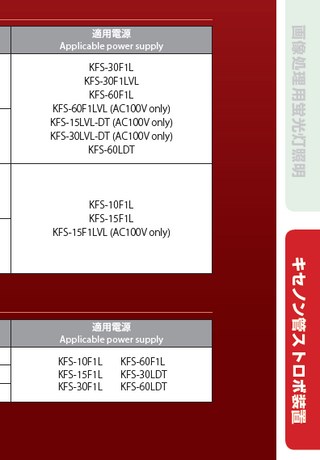 適用電源
Applicable power supply
KFS-30F1L
KFS-30F1LVL
KFS-60F1L
KFS-60F1LVL (AC100V only)
KFS-15LVL-DT (AC100V only)
KFS-30LVL-DT (AC100V only)
KFS-60LDT
KFS-10F1L
KFS-15F1L
KFS-15F1LVL (AC100V only)
適用電源
Applicable power supply
KFS-10F1L KFS-60F1L
KFS-15F1L KFS-30LDT
KFS-30F1L KFS-60LDT
画像処理用蛍光灯照明
キセノン管ストロボ装置